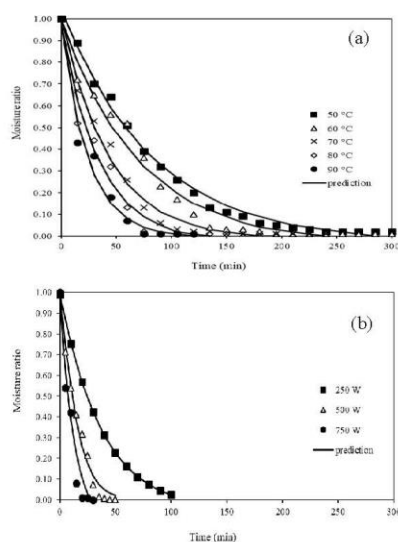 (a)
1.00
0.90
0.80
0.70
0.60
0.50
0.40
0.30
0.20
0.10
0.00
Moisture ratio
50 °C
60 °C
70 °C
80 °C
90 °C
prediction
0 50 100 150 200 250 300
Time (min)
(b)
1.00
0.90
0.80
0.70
0.60
0.50
0.40
0.30
0.20
0.10
0.00
Moisture ratio
250 W
500 W
750 W
prediction
0 50 100 150 200 250 300
Time (min)